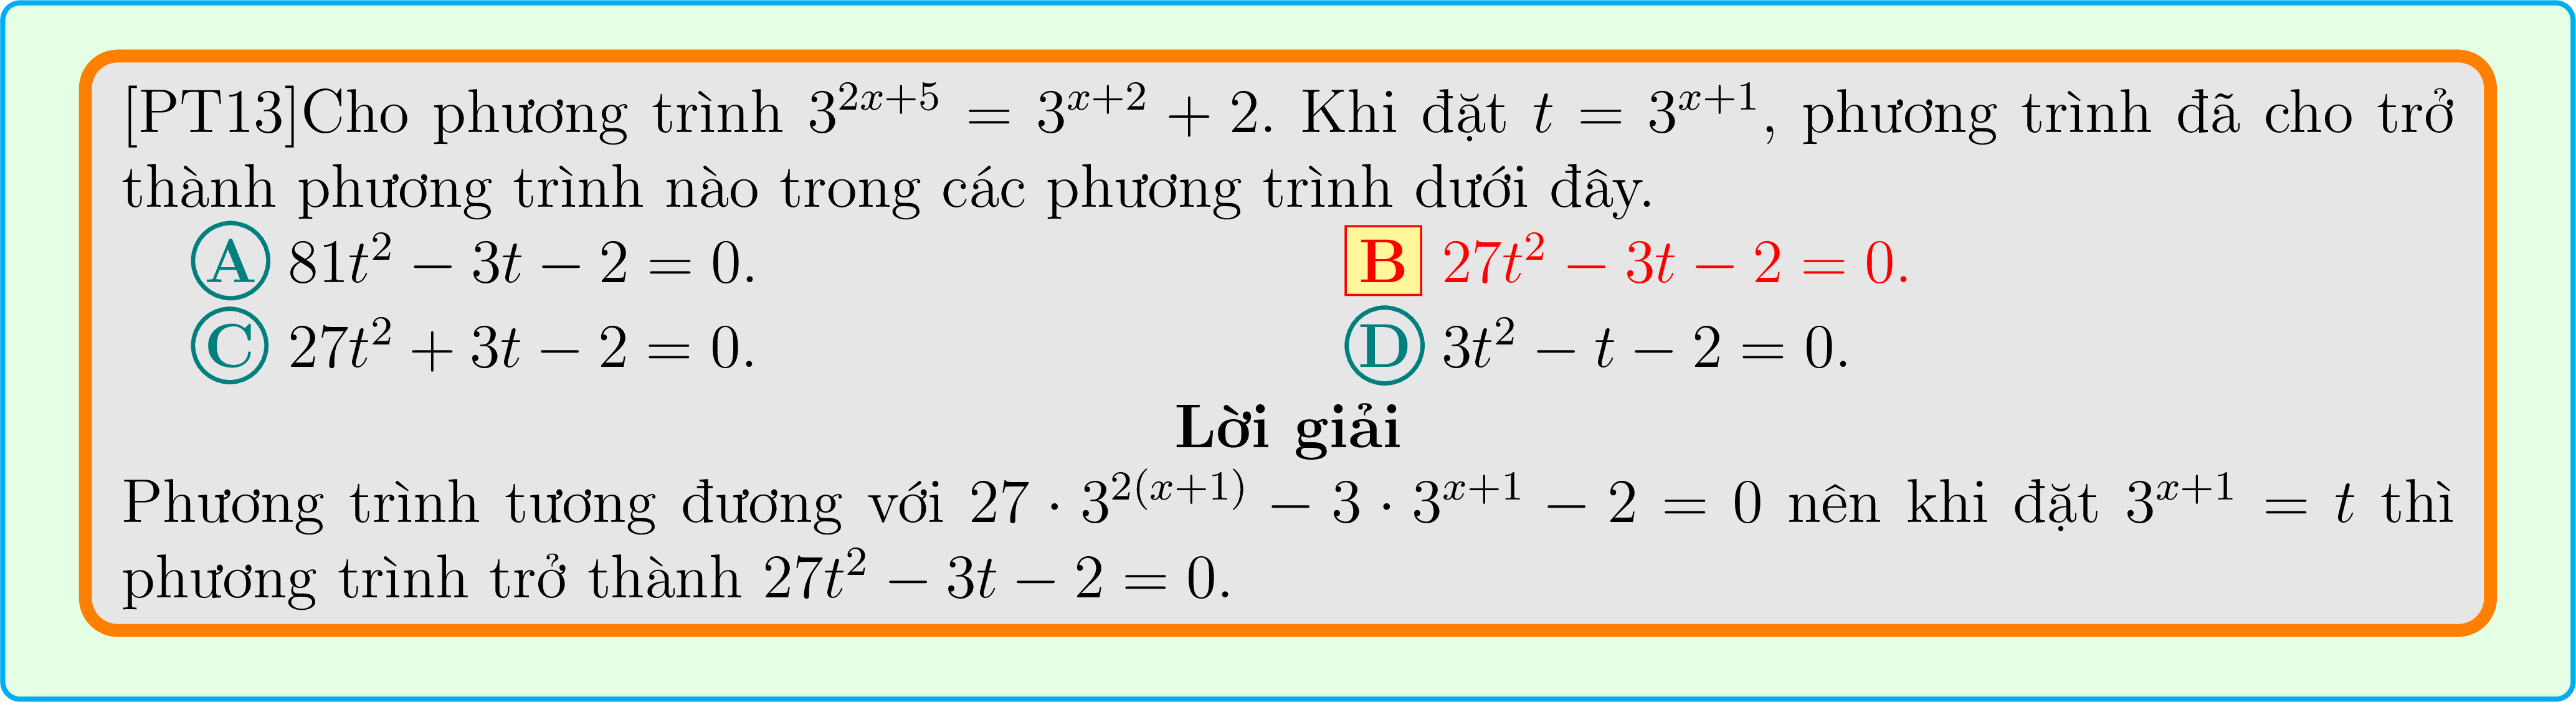 [PT13]Cho phương trình $3^{2x+5} = 3^{x+2} + 2$. Khi đặt $t = 3^{x+1}$, phương trình đã cho trở
thành phương trình nào trong các phương trình dưới đây.
A $81t^2 - 3t - 2 = 0.$ B $27t^2 - 3t - 2 = 0.$
C $27t^2 + 3t - 2 = 0.$ D $3t^2 - t - 2 = 0.$
Lời giải
Phương trình tương đương với $27 \cdot 3^{2(x+1)} - 3 \cdot 3^{x+1} - 2 = 0$ nên khi đặt $3^{x+1} = t$ thì
phương trình trở thành $27t^2 - 3t - 2 = 0.$